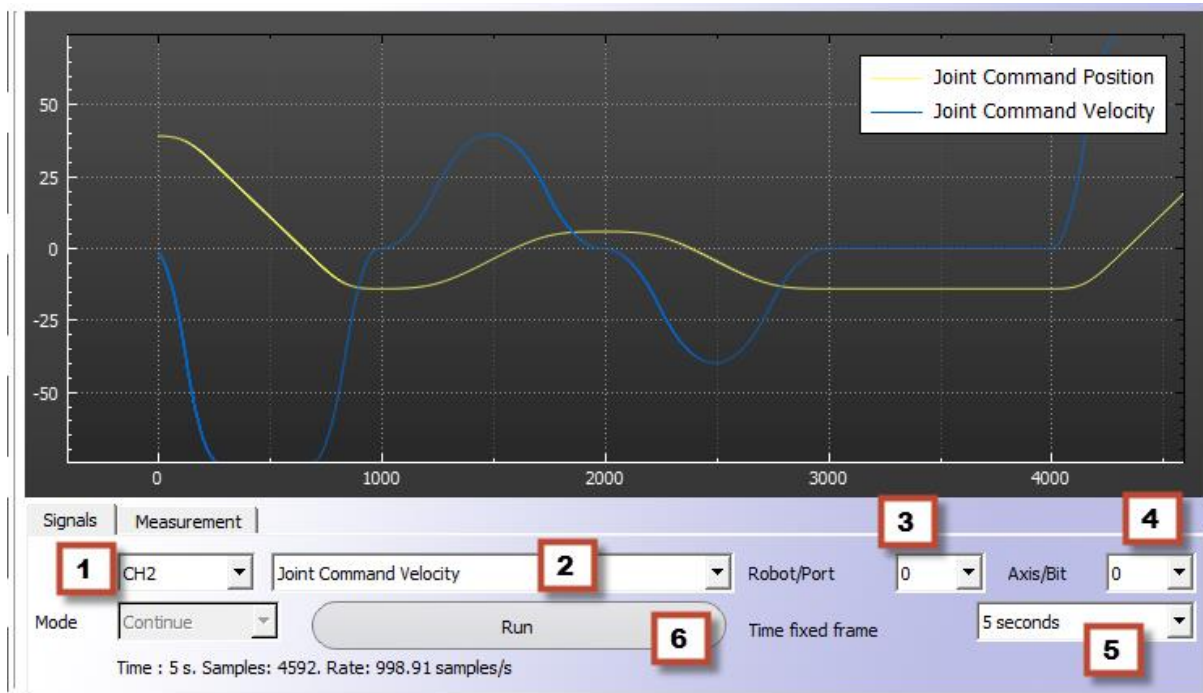 Joint Command Position
Joint Command Velocity
50
25
0
-25
-50
0 1000 2000 3000 4000
Signals Measurement
3
4
1 CH2 Joint Command Velocity 2 Robot/Port 0 Axis/Bit 0
Mode Continue Run 6 Time fixed frame 5 seconds
5
Time : 5 s. Samples: 4592. Rate: 998.91 samples/s